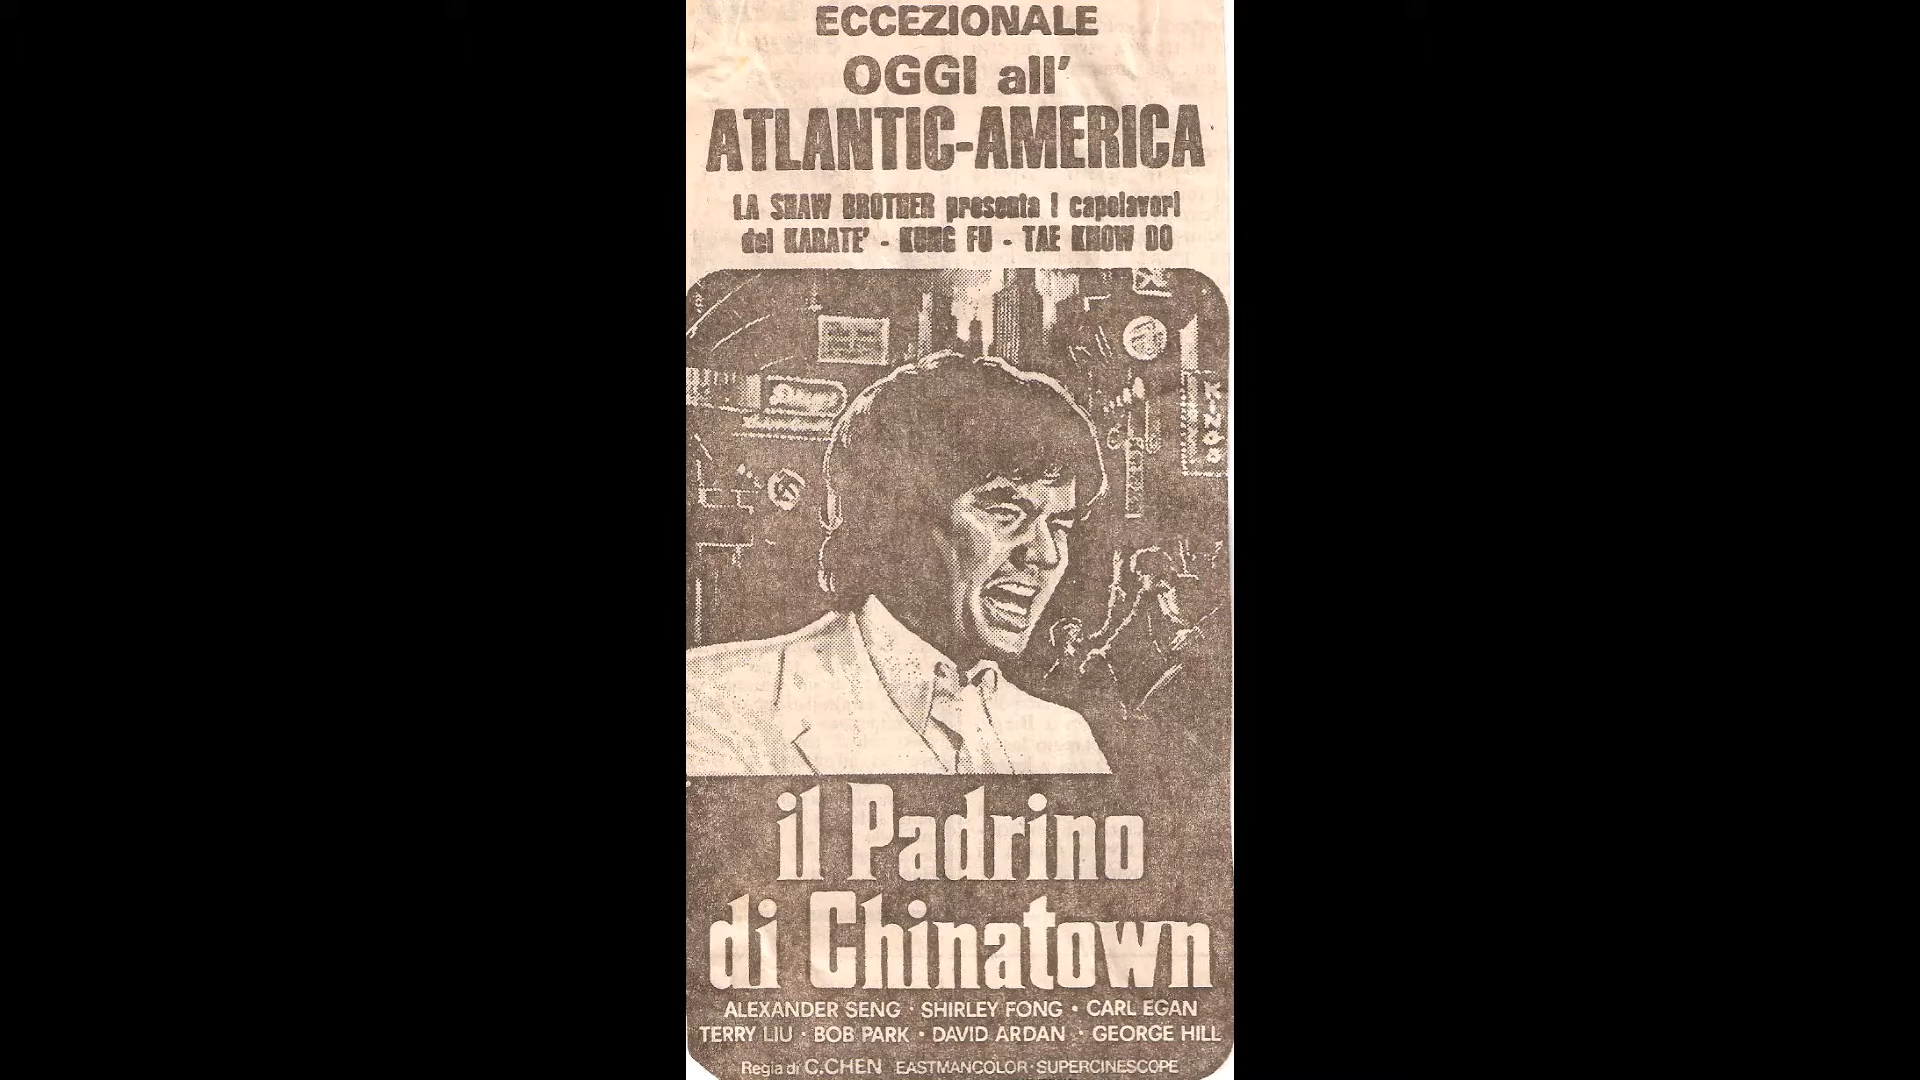 ECCEZIONALE
OGGI all'
ATLANTIC-AMERICA
LA SHAW BROTHER presenta i capolavori
del KARATE' - KUNG FU - TAE KNOW DO
KINGS
il Padrino
di Chinatown
ALEXANDER SENG · SHIRLEY FONG · CARL EGAN
TERRY LIU · BOB PARK · DAVID ARDAN · GEORGE HILL
Regia di C.CHEN EASTMANCOLOR·SUPERCINESCOPE